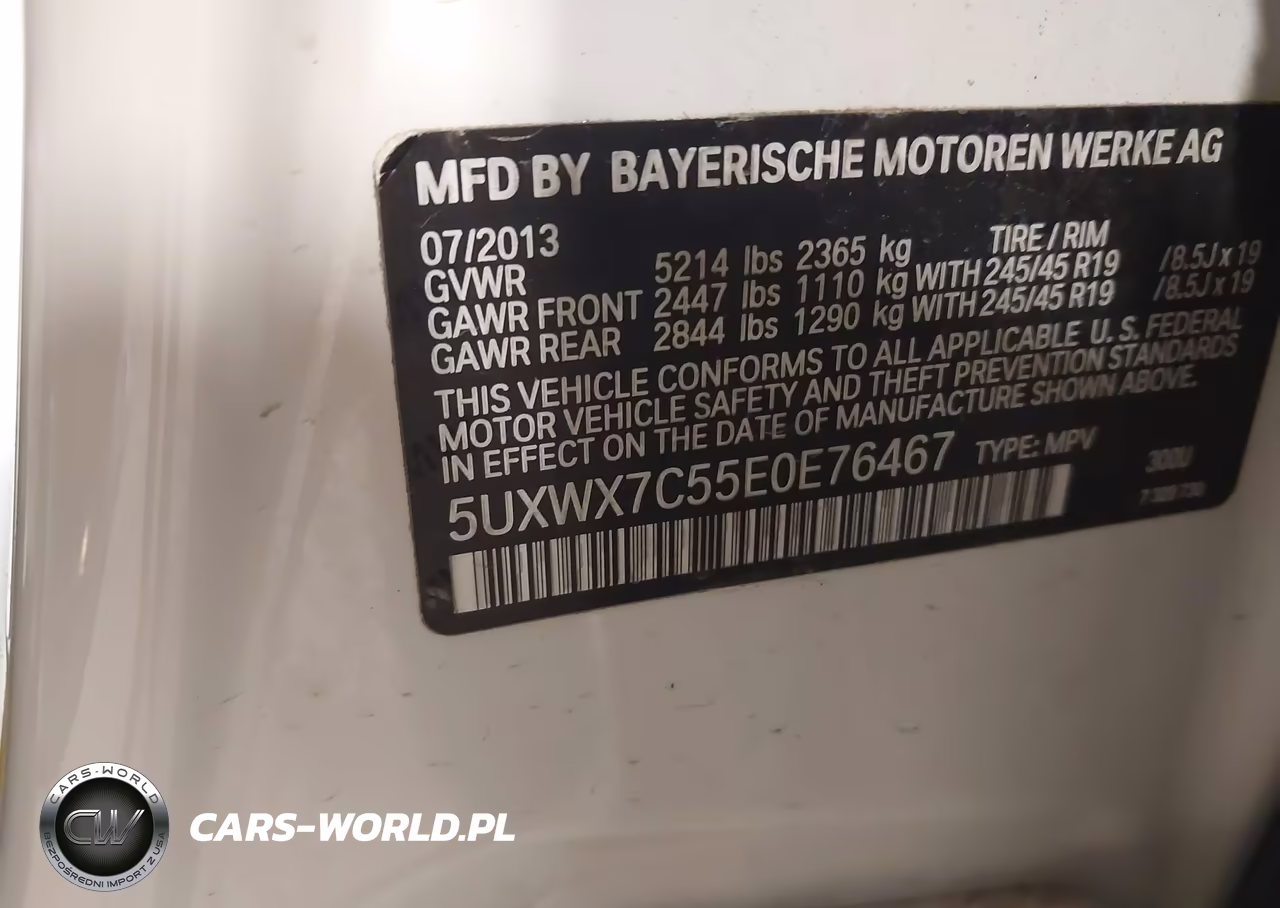 MFD BY BAYERISCHE MOTOREN WERKE AG
07/2013 TIRE / RIM
GVWR 5214 lbs 2365 kg
GAWR FRONT 2447 lbs 1110 kg WITH 245/45 R19 /8.5J x 19
GAWR REAR 2844 lbs 1290 kg WITH 245/45 R19 /8.5J x 19
THIS VEHICLE CONFORMS TO ALL APPLICABLE U. S. FEDERAL
MOTOR VEHICLE SAFETY AND THEFT PREVENTION STANDARDS
IN EFFECT ON THE DATE OF MANUFACTURE SHOWN ABOVE.
5UXWX7C55E0E76467 TYPE: MPV 300U
CARS-WORLD
CW
BEZPOŚREDNI IMPORT Z USA
CARS-WORLD.PL